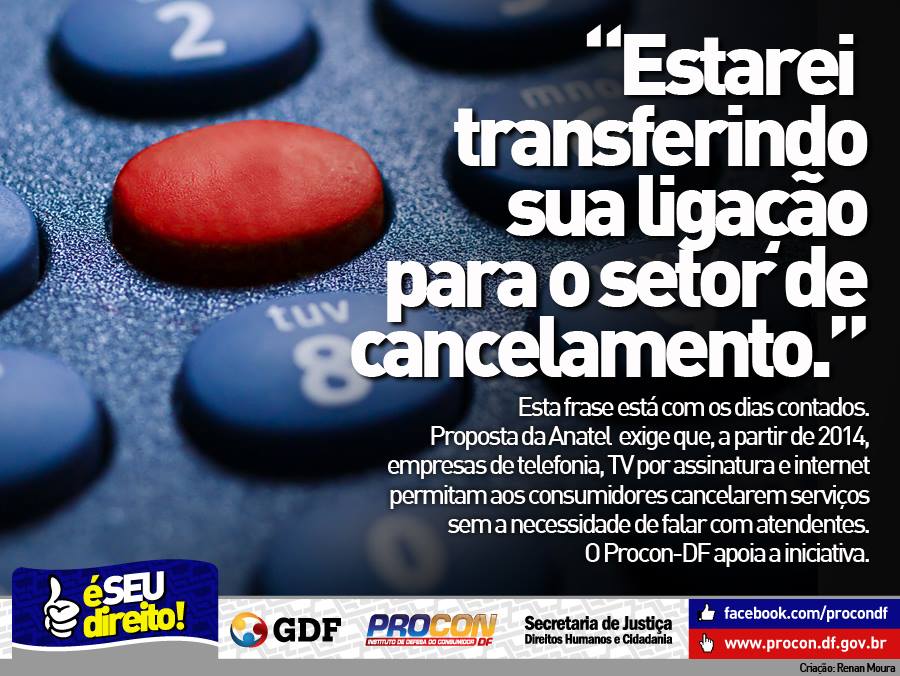 2
mno
"Estarei
transferindo
sua ligação
para o setor de
cancelamento."
tuv
8
0
Esta frase está com os dias contados.
Proposta da Anatel exige que, a partir de 2014,
empresas de telefonia, TV por assinatura e internet
permitam aos consumidores cancelarem serviços
sem a necessidade de falar com atendentes.
O Procon-DF apoia a iniciativa.
é SEU
direito!
GDF
PROCON
INSTITUTO DE DEFESA DO CONSUMIDOR DF
Secretaria de Justiça
Direitos Humanos e Cidadania
facebook.com/procondf
www.procon.df.gov.br
Criação: Renan Moura